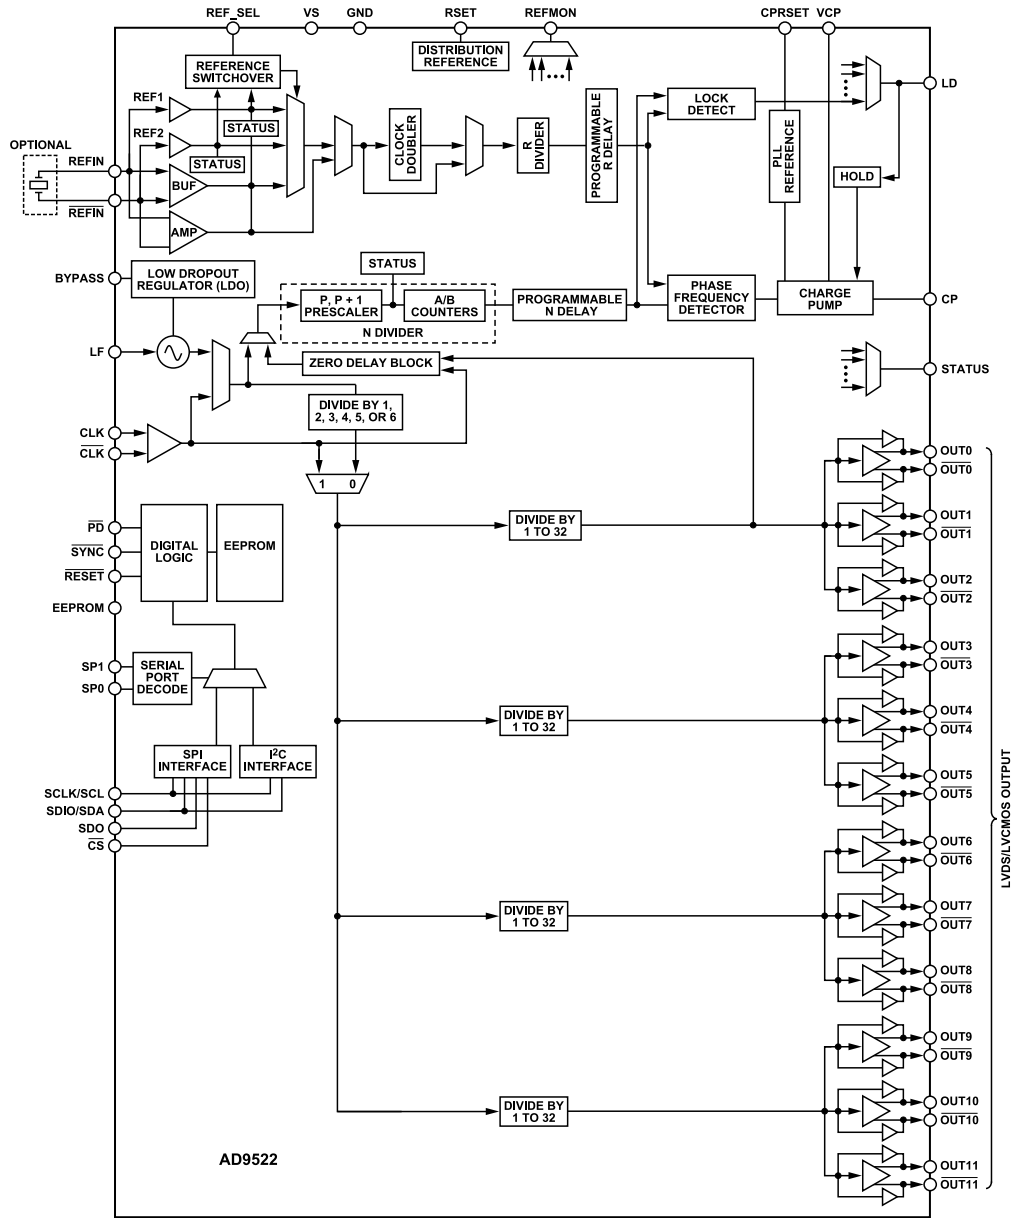 REF_SEL VS GND RSET REFMON CPRSET VCP
DISTRIBUTION
REFERENCE
REFERENCE
SWITCHOVER
LD
REF1
REF2
STATUS
STATUS
OPTIONAL
REFIN
REFIN
BUF
AMP
CLOCK
DOUBLER
R
DIVIDER
PROGRAMMABLE
R DELAY
LOCK
DETECT
PLL
REFERENCE
HOLD
BYPASS
LOW DROPOUT
REGULATOR (LDO)
STATUS
P, P + 1
PRESCALER
A/B
COUNTERS
N DIVIDER
PROGRAMMABLE
N DELAY
PHASE
FREQUENCY
DETECTOR
CHARGE
PUMP
CP
LF
ZERO DELAY BLOCK
STATUS
DIVIDE BY 1,
2, 3, 4, 5, OR 6
CLK
CLK
1 0
OUT0
OUT0
PD
SYNC
RESET
EEPROM
DIGITAL
LOGIC
EEPROM
DIVIDE BY
1 TO 32
OUT1
OUT1
OUT2
OUT2
SP1
SP0
SERIAL
PORT
DECODE
OUT3
OUT3
DIVIDE BY
1 TO 32
OUT4
OUT4
SPI
INTERFACE
I2C
INTERFACE
OUT5
OUT5
SCLK/SCL
SDIO/SDA
SDO
CS
LVDS/LVCMOS OUTPUT
OUT6
OUT6
DIVIDE BY
1 TO 32
OUT7
OUT7
OUT8
OUT8
OUT9
OUT9
DIVIDE BY
1 TO 32
OUT10
OUT10
AD9522
OUT11
OUT11